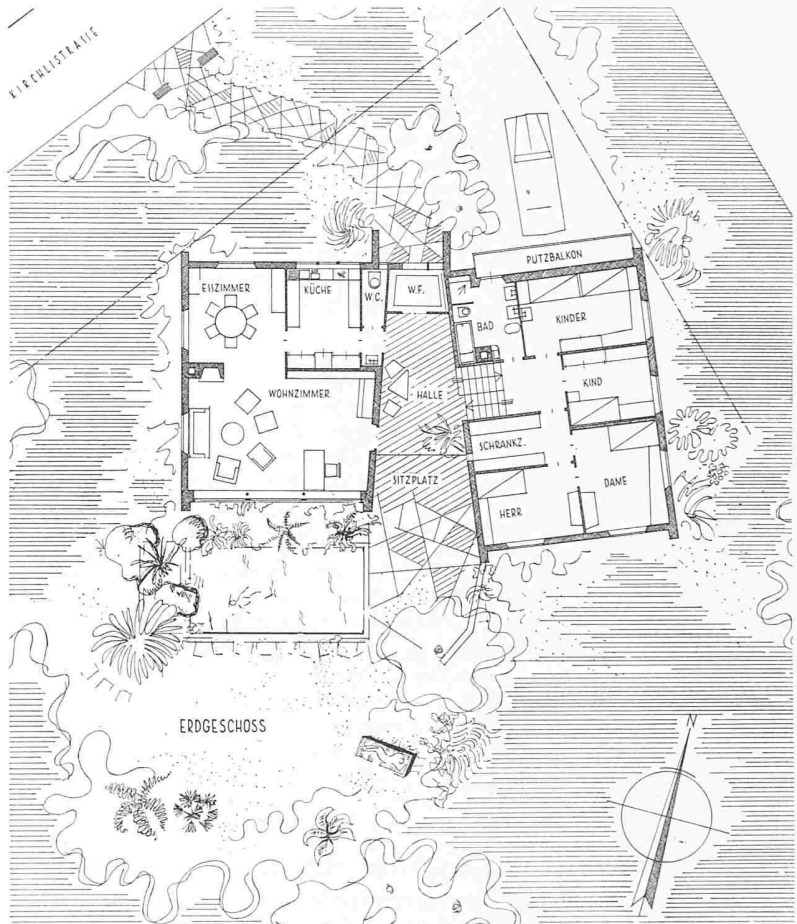 KIRCHLISTRASSE
PUTZBALKON
ESSZIMMER
KÜCHE
W.C.
W.F.
BAD
KINDER
WOHNZIMMER
HALLE
KIND
SCHRANKZ.
SITZPLATZ
HERR
DAME
ERDGESCHOSS
N